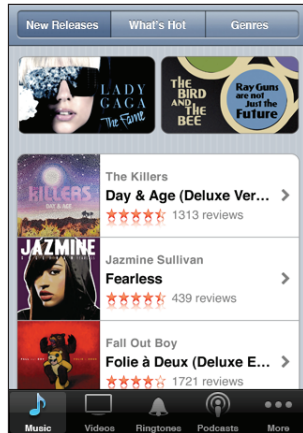 New Releases What's Hot Genres
LADY
GAGA
The Fame
THE
BIRD
AND
THE
BEE
Ray Guns
are not
Just the
Future
KILLERS
DAY & AGE
The Killers
Day & Age (Deluxe Ver...
1313 reviews
JAZMINE
Jazmine Sullivan
Fearless
439 reviews
Fall Out Boy
Folie à Deux (Deluxe E...
1721 reviews
Music Videos Ringtones Podcasts More